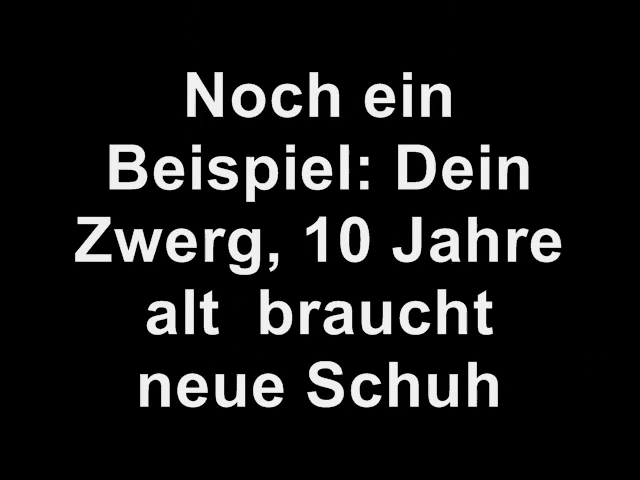 Noch ein
Beispiel: Dein
Zwerg, 10 Jahre
alt  braucht
neue Schuh